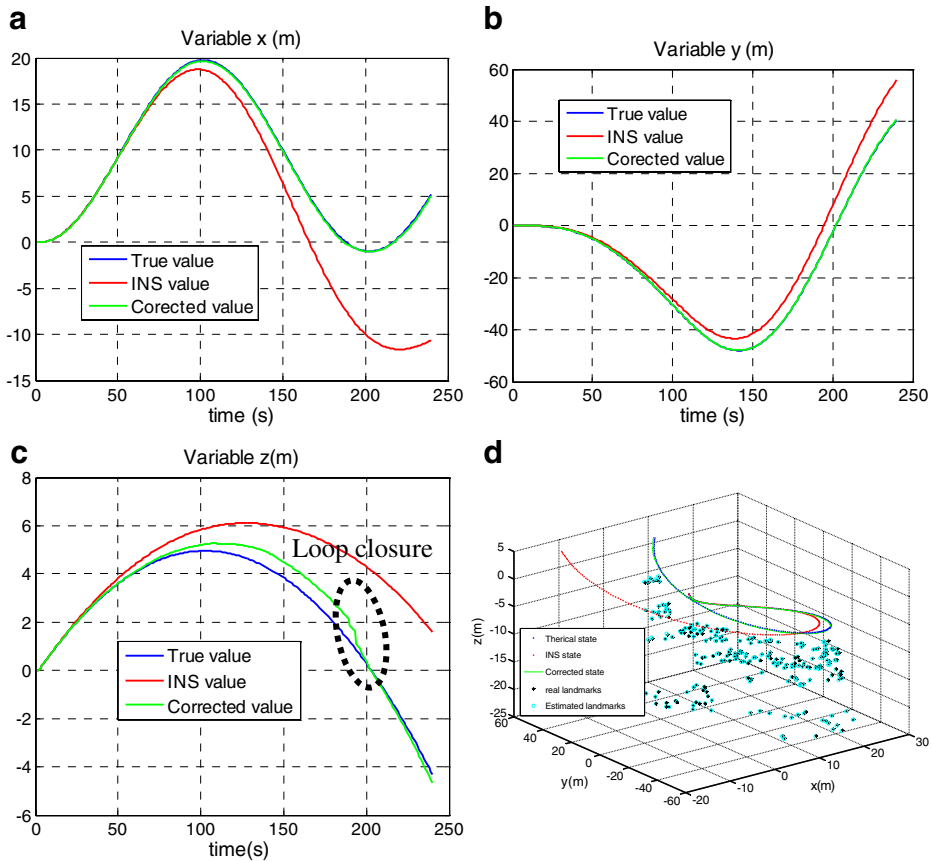 a
Variable x (m)
20
15
10
5
0
-5
-10
-15
True value
INS value
Corected value
0 50 100 150 200 250
time (s)
b
Variable y (m)
60
40
20
0
-20
-40
-60
True value
INS value
Corected value
0 50 100 150 200 250
time (s)
c
Variable z(m)
8
6
4
2
0
-2
-4
-6
Loop closure
True value
INS value
Corrected value
0 50 100 150 200 250
time(s)
d
5
0
-5
-10
-15
-20
-25
z(m)
Therical state
INS state
Corrected state
real landmarks
Estimated landmarks
60
40
20
0
-20
-40
-60
y(m)
-20
-10
0
10
20
30
x(m)